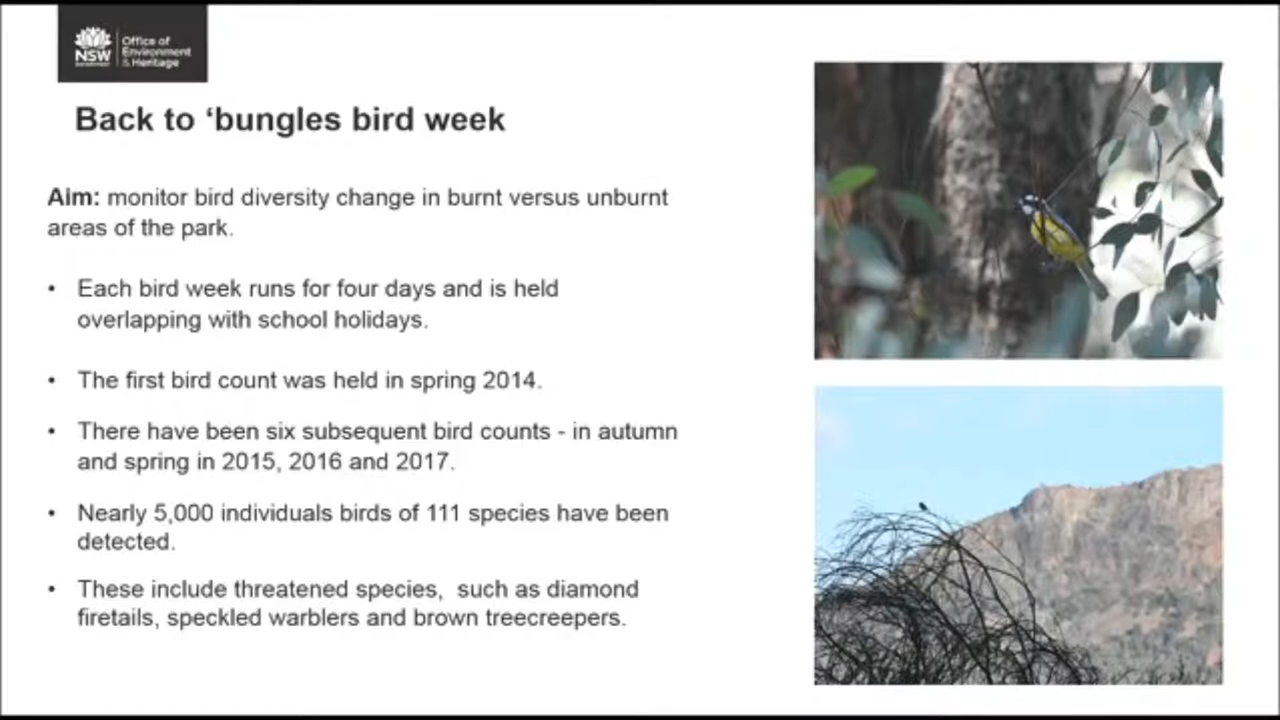 NSW
GOVERNMENT
Office of
Environment
& Heritage
Back to ‘bungles bird week
Aim: monitor bird diversity change in burnt versus unburnt
areas of the park.
• Each bird week runs for four days and is held
overlapping with school holidays.
• The first bird count was held in spring 2014.
• There have been six subsequent bird counts - in autumn
and spring in 2015, 2016 and 2017.
• Nearly 5,000 individuals birds of 111 species have been
detected.
• These include threatened species,  such as diamond
firetails, speckled warblers and brown treecreepers.